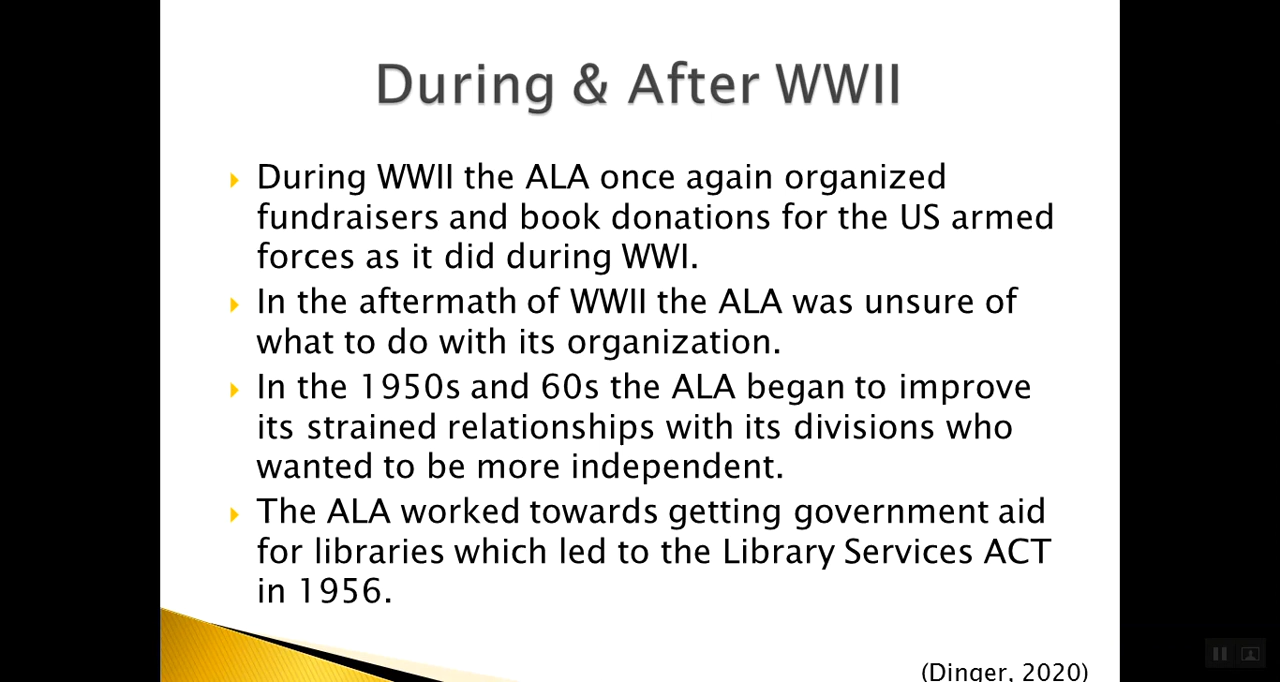 During & After WWII
During WWII the ALA once again organized
fundraisers and book donations for the US armed
forces as it did during WWI.
In the aftermath of WWII the ALA was unsure of
what to do with its organization.
In the 1950s and 60s the ALA began to improve
its strained relationships with its divisions who
wanted to be more independent.
The ALA worked towards getting government aid
for libraries which led to the Library Services ACT
in 1956.
(Dinger, 2020)